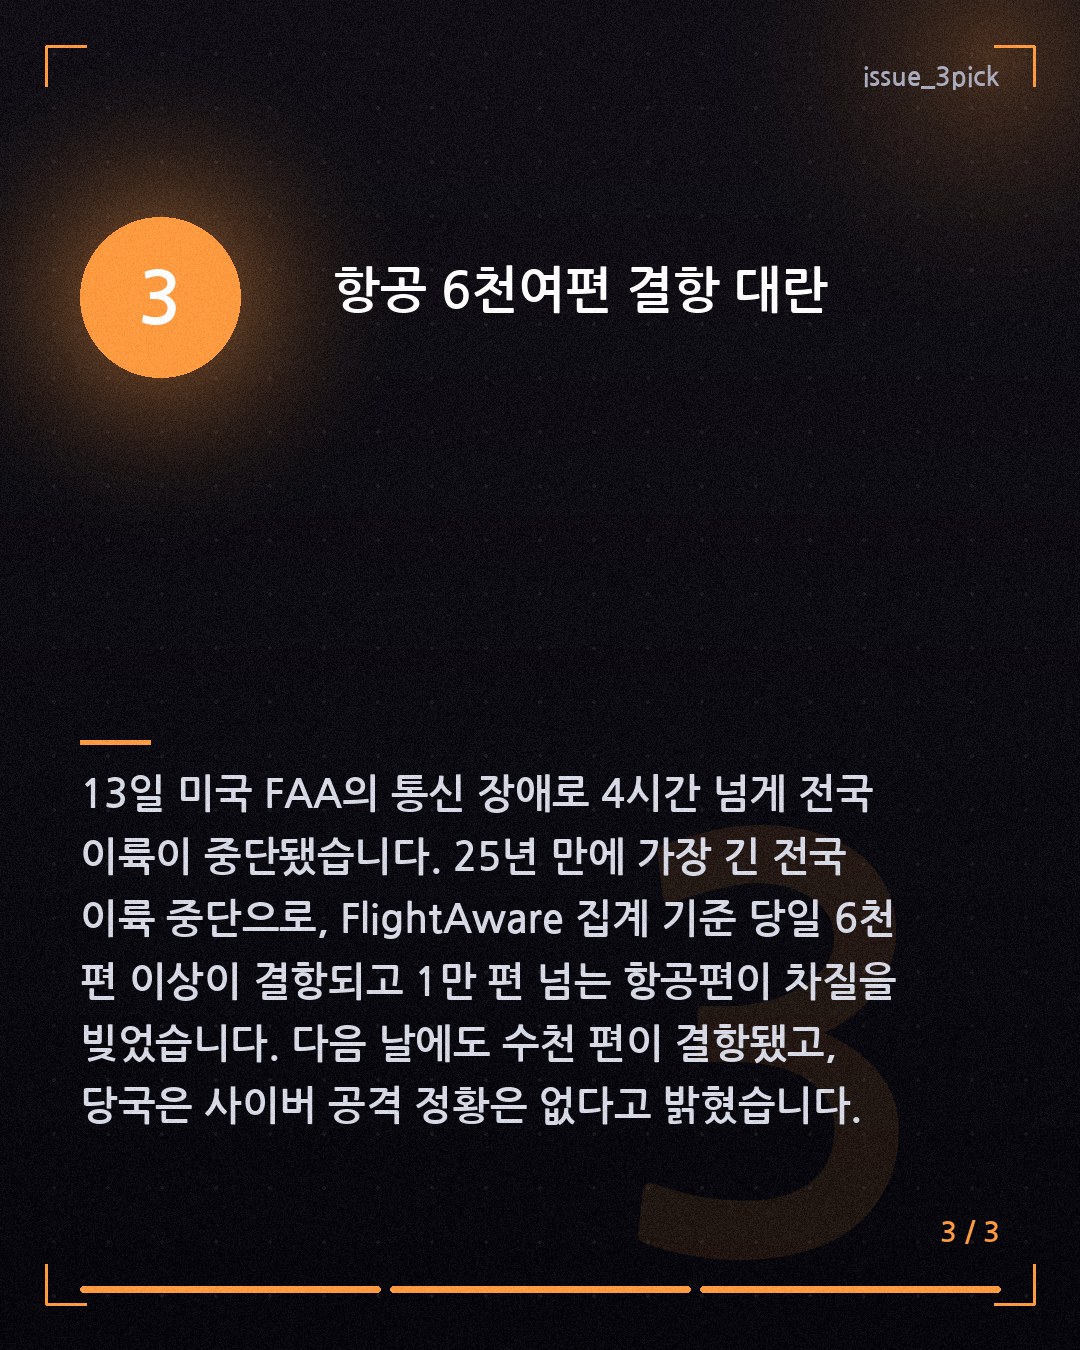 issue_3pick
3
항공 6천여편 결항 대란
13일 미국 FAA의 통신 장애로 4시간 넘게 전국
이륙이 중단됐습니다. 25년 만에 가장 긴 전국
이륙 중단으로, FlightAware 집계 기준 당일 6천
편 이상이 결항되고 1만 편 넘는 항공편이 차질을
빚었습니다. 다음 날에도 수천 편이 결항됐고,
당국은 사이버 공격 정황은 없다고 밝혔습니다.
3
3 / 3